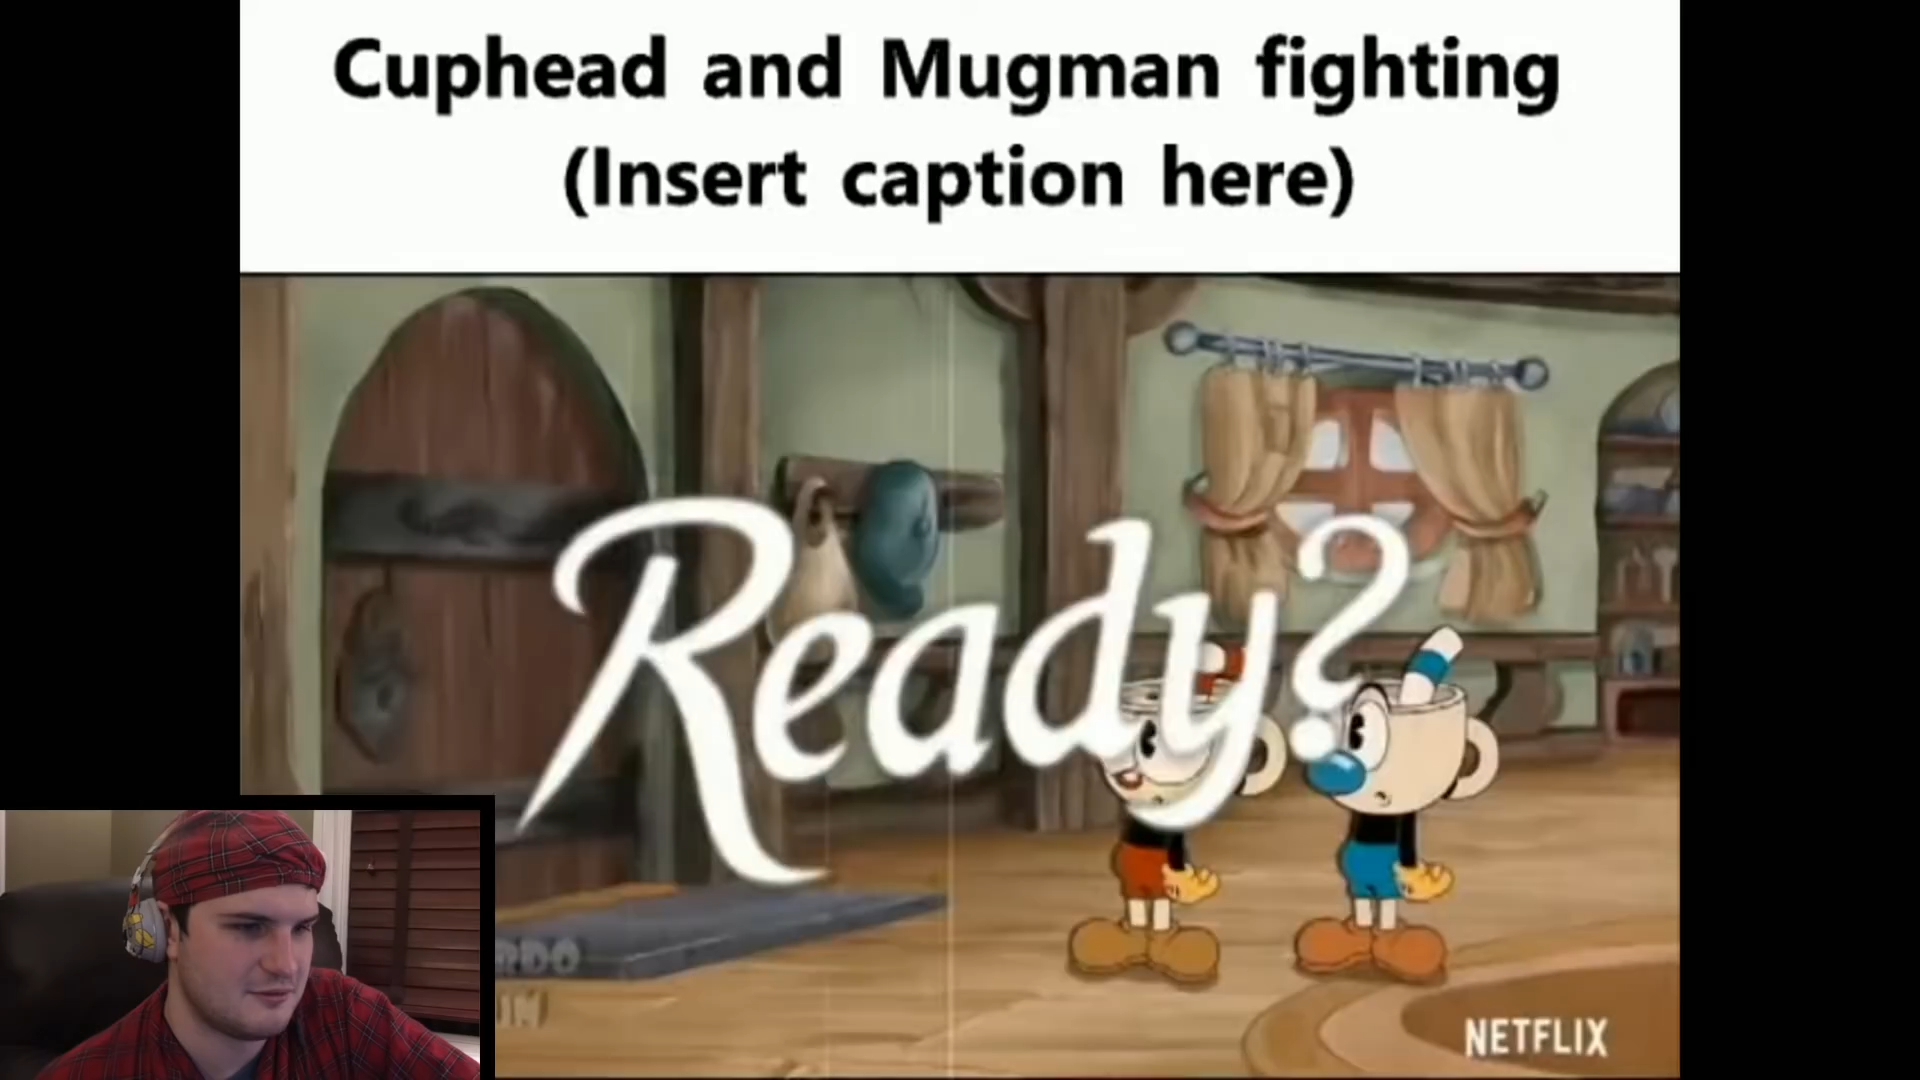 Cuphead and Mugman fighting
(Insert caption here)
Ready?
NETFLIX